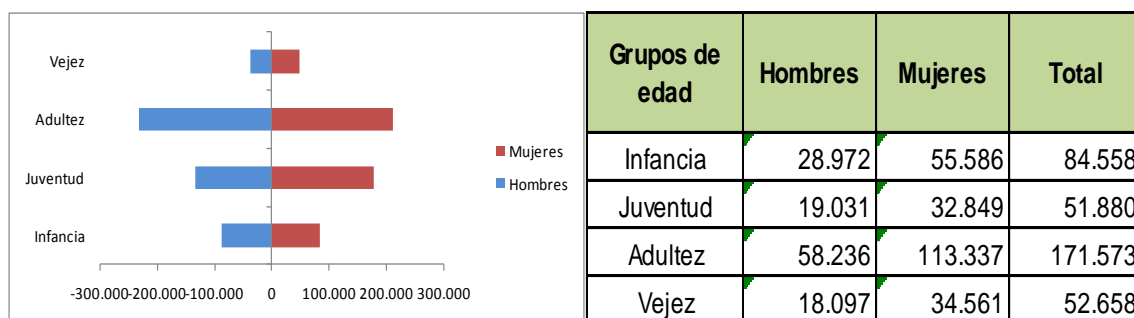 Vejez
Adultez
Juventud
Infancia
Mujeres
Hombres
-300.000 -200.000 -100.000 0 100.000 200.000 300.000
Grupos de edad Hombres Mujeres Total
Infancia 28.972 55.586 84.558
Juventud 19.031 32.849 51.880
Adultez 58.236 113.337 171.573
Vejez 18.097 34.561 52.658